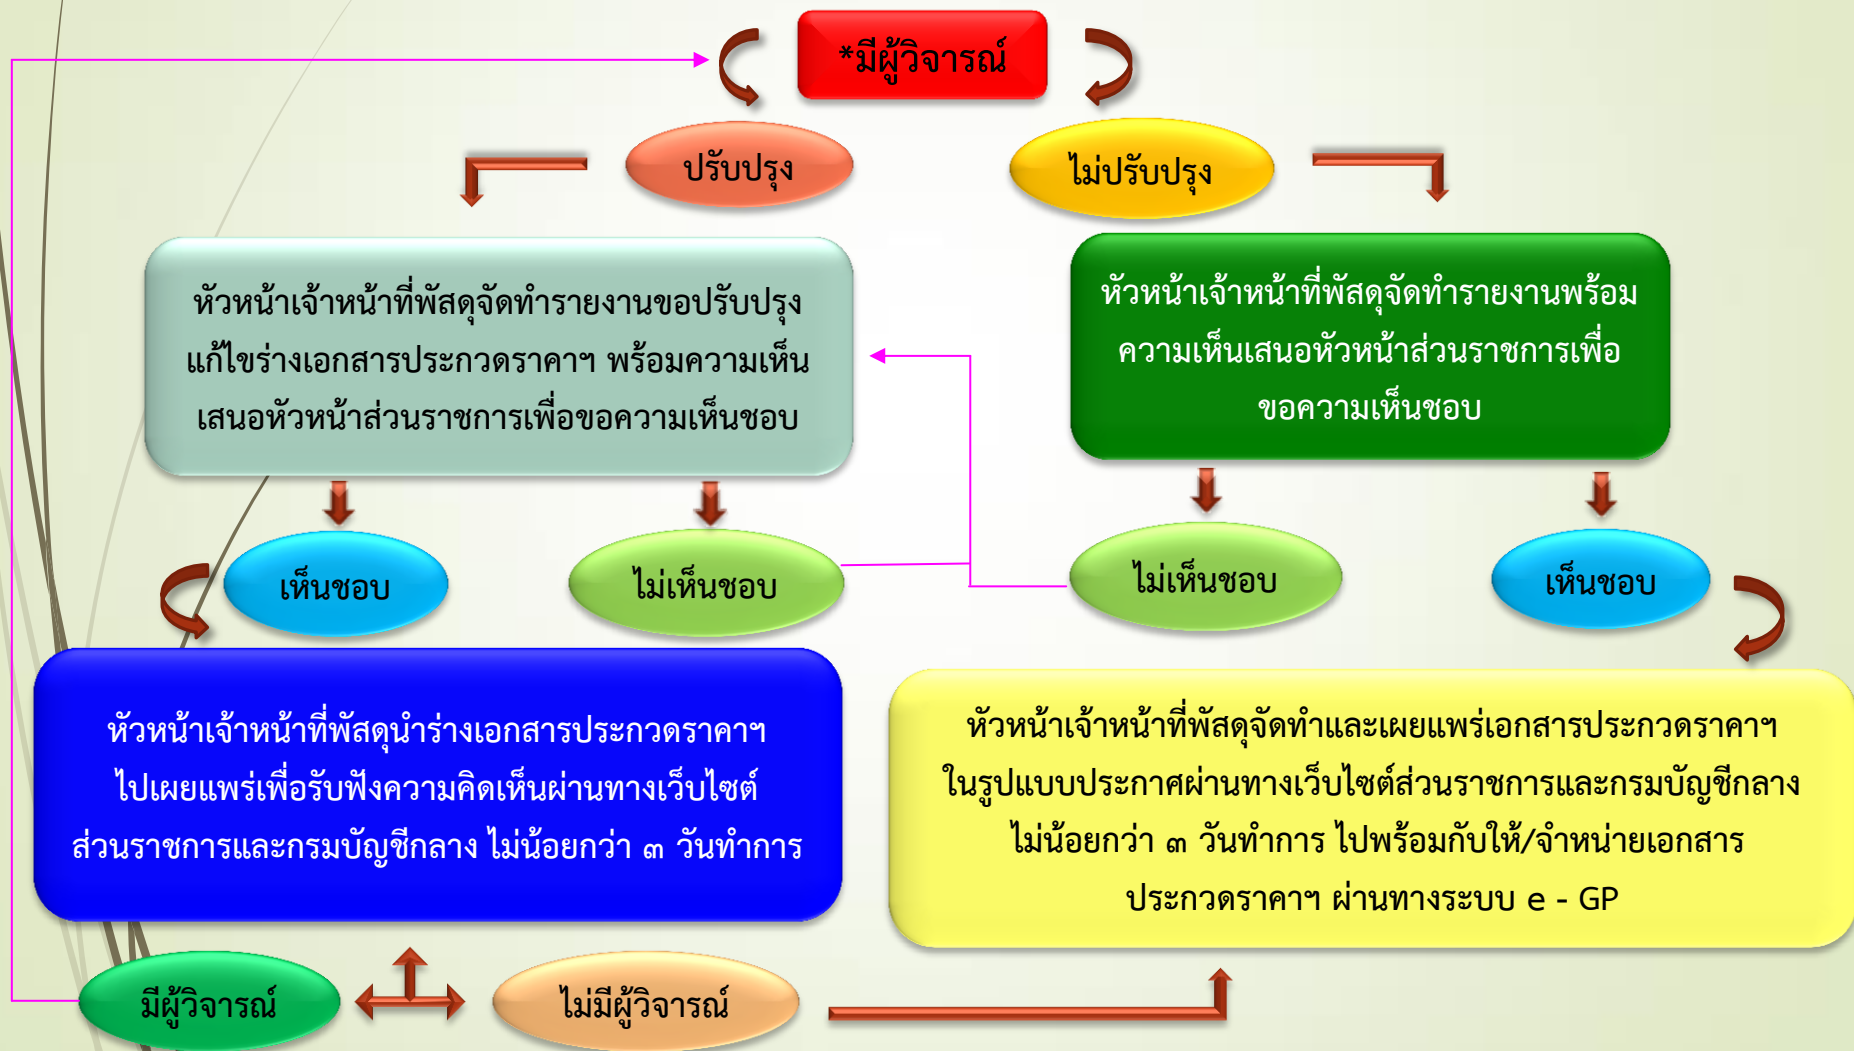 *มีผู้วิจารณ์
ปรับปรุง
ไม่ปรับปรุง
หัวหน้าเจ้าหน้าที่พัสดุจัดทำรายงานขอปรับปรุง
แก้ไขร่างเอกสารประกวดราคาฯ พร้อมความเห็น
เสนอหัวหน้าส่วนราชการเพื่อขอความเห็นชอบ
หัวหน้าเจ้าหน้าที่พัสดุจัดทำรายงานพร้อม
ความเห็นเสนอหัวหน้าส่วนราชการเพื่อ
ขอความเห็นชอบ
เห็นชอบ
ไม่เห็นชอบ
ไม่เห็นชอบ
เห็นชอบ
หัวหน้าเจ้าหน้าที่พัสดุนำร่างเอกสารประกวดราคาฯ
ไปเผยแพร่เพื่อรับฟังความคิดเห็นผ่านทางเว็บไซต์
ส่วนราชการและกรมบัญชีกลาง ไม่น้อยกว่า ๓ วันทำการ
หัวหน้าเจ้าหน้าที่พัสดุจัดทำและเผยแพร่เอกสารประกวดราคาฯ
ในรูปแบบประกาศผ่านทางเว็บไซต์ส่วนราชการและกรมบัญชีกลาง
ไม่น้อยกว่า ๓ วันทำการ ไปพร้อมกับให้/จำหน่ายเอกสาร
ประกวดราคาฯ ผ่านทางระบบ e - GP
มีผู้วิจารณ์
ไม่มีผู้วิจารณ์